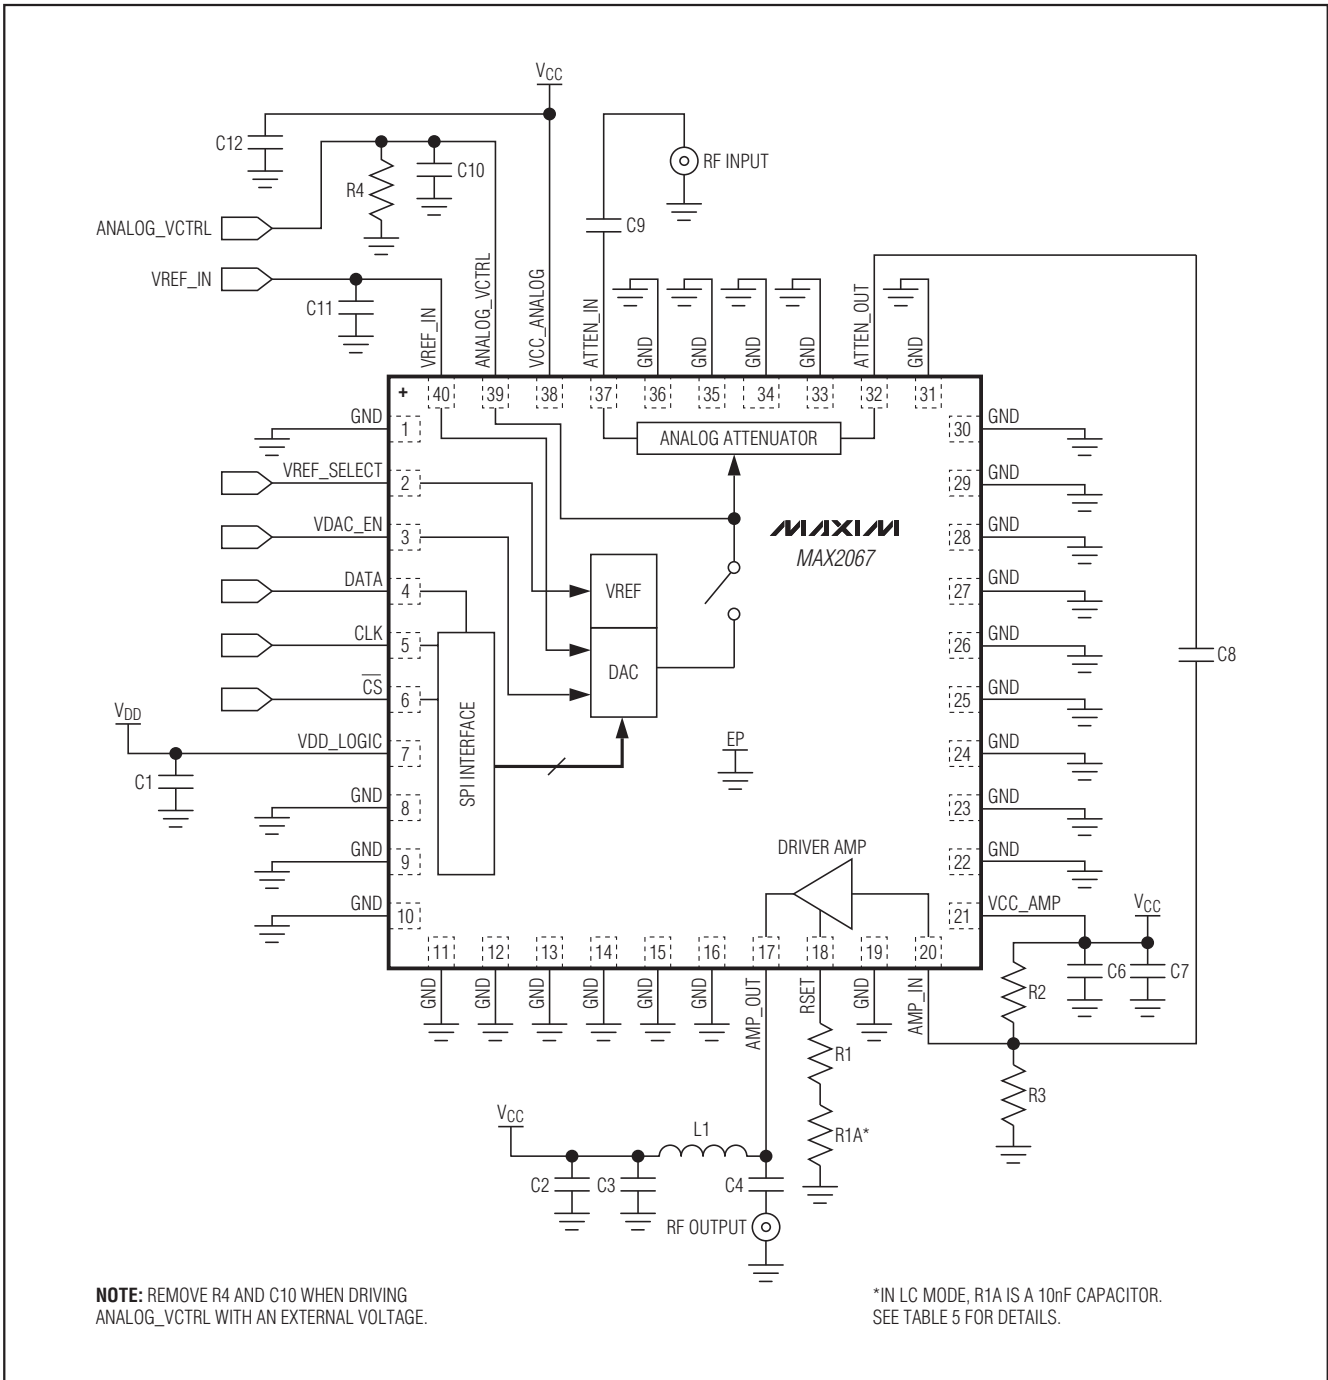 VCC
C12
C10
R4
RF INPUT
ANALOG_VCTRL
C9
VREF_IN
C11
VREF_IN
ANALOG_VCTRL
VCC_ANALOG
ATTEN_IN
GND
GND
GND
GND
ATTEN_OUT
GND
+
40
39
38
37
36
35
34
33
32
31
GND
1
ANALOG ATTENUATOR
30
GND
VREF_SELECT
2
29
GND
VDAC_EN
3
MAXIM
MAX2067
28
GND
DATA
4
VREF
27
GND
CLK
5
26
GND
C8
CS
6
DAC
25
GND
VDD
VDD_LOGIC
7
SPI INTERFACE
EP
24
GND
C1
GND
8
23
GND
GND
9
DRIVER AMP
22
GND
GND
10
21
VCC_AMP
VCC
11
12
13
14
15
16
17
18
19
20
C6
C7
GND
GND
GND
GND
GND
GND
AMP_OUT
RSET
GND
AMP_IN
R2
R1
R3
VCC
L1
R1A*
C2
C3
C4
RF OUTPUT
NOTE: REMOVE R4 AND C10 WHEN DRIVING
ANALOG_VCTRL WITH AN EXTERNAL VOLTAGE.
*IN LC MODE, R1A IS A 10nF CAPACITOR.
SEE TABLE 5 FOR DETAILS.